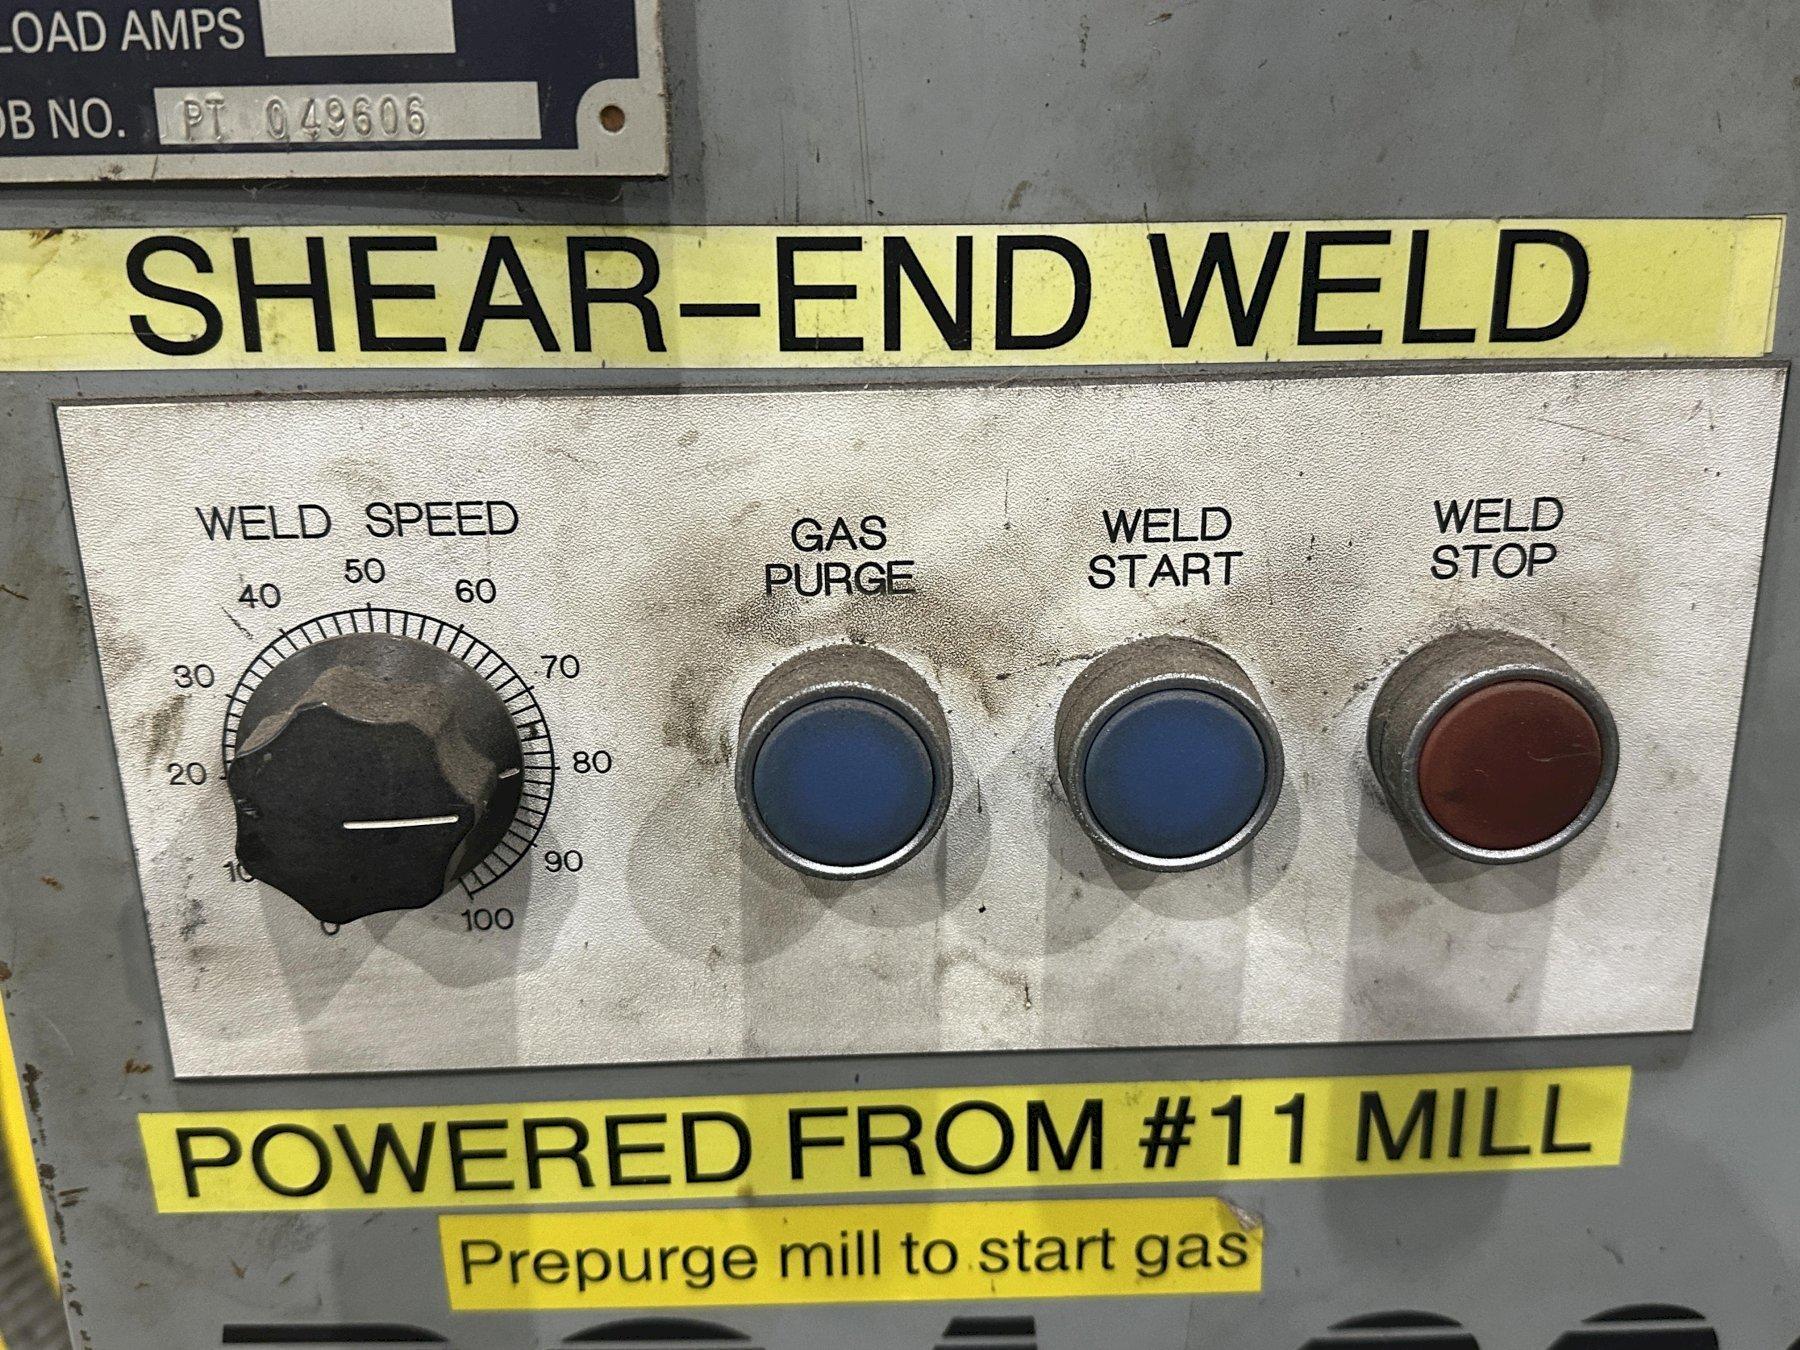 LOAD AMPS
OB NO. PT 049606
SHEAR-END WELD
WELD SPEED
0 10 20 30 40 50 60 70 80 90 100
GAS
PURGE
WELD
START
WELD
STOP
POWERED FROM #11 MILL
Prepurge mill to start gas